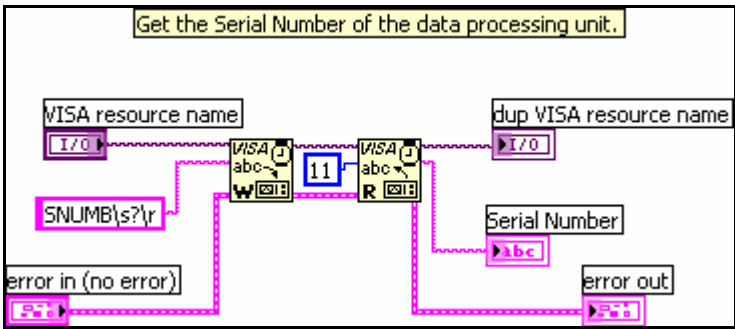 Get the Serial Number of the data processing unit.
VISA resource name
dup VISA resource name
I/O
VISA
abc
W
11
VISA
abc
R
I/O
SNUMB\s?\r
Serial Number
abc
error in (no error)
error out